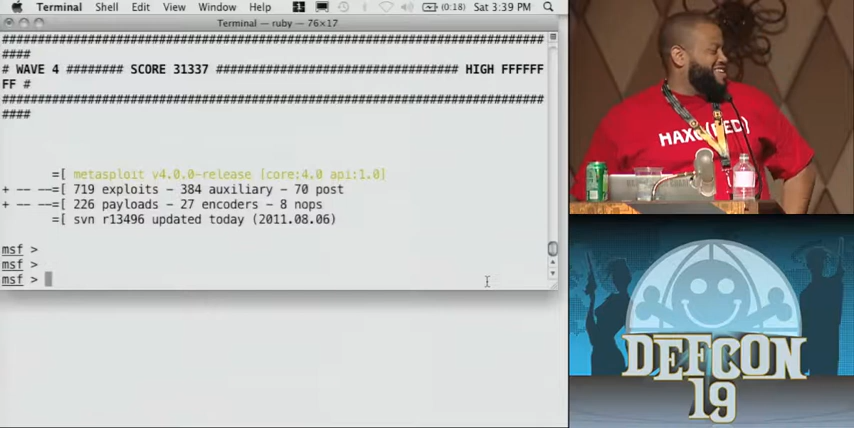 Terminal Shell Edit View Window Help (0:18) Sat 3:39 PM
Terminal — ruby — 76×17
############################################################################
####
# WAVE 4 ######## SCORE 31337 ################################## HIGH FFFFFF
FF #
############################################################################
####
=[ metasploit v4.0.0-release [core:4.0 api:1.0]
+ -- --=[ 719 exploits - 384 auxiliary - 70 post
+ -- --=[ 226 payloads - 27 encoders - 8 nops
=[ svn r13496 updated today (2011.08.06)
msf >
msf >
msf >
DEFCON
19